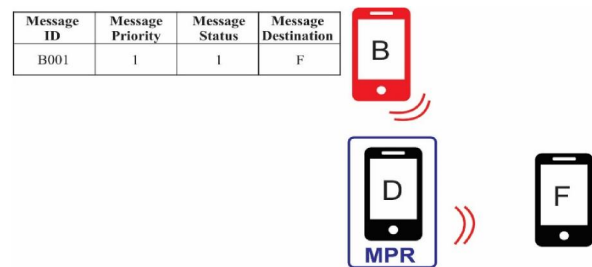 Message ID Message Priority Message Status Message Destination
B001 1 1 F
B
D
F
MPR